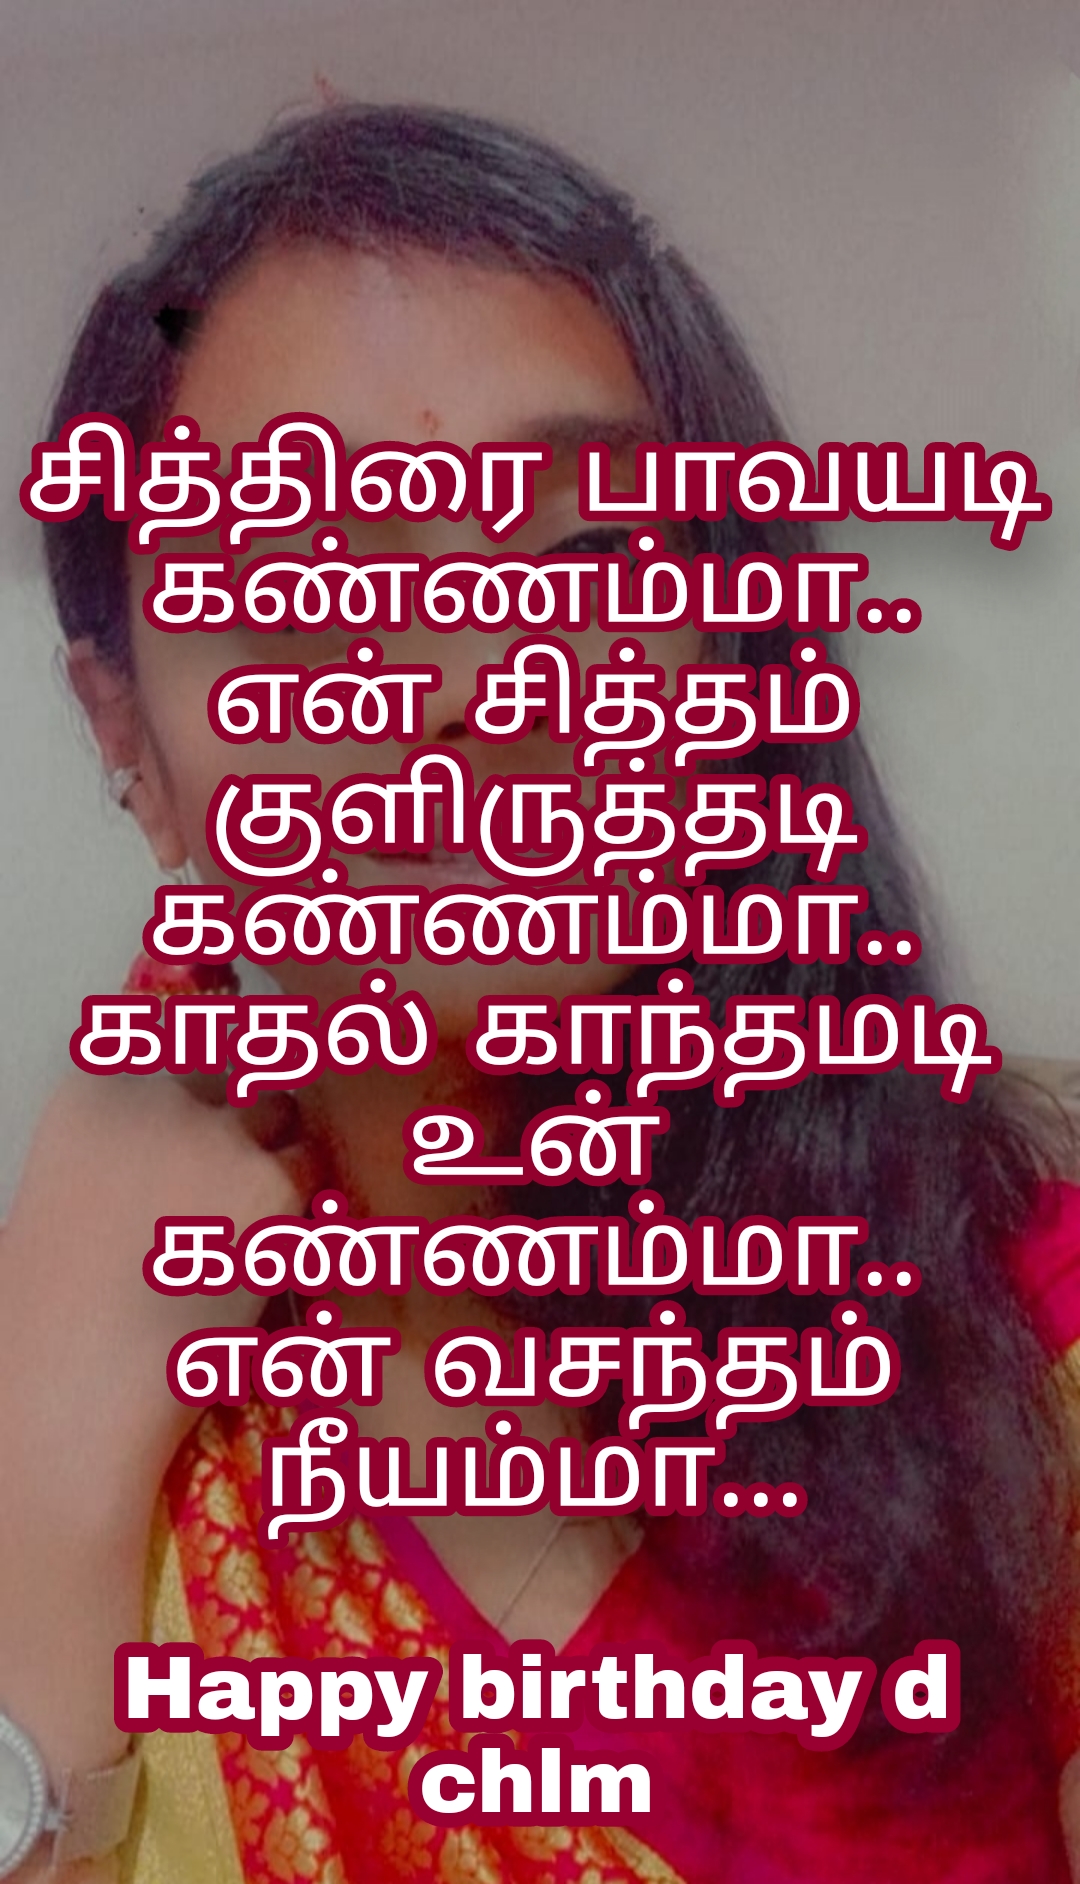 சித்திரை பாவயடி
கண்ணம்மா..
என் சித்தம்
குளிருத்தடி
கண்ணம்மா..
காதல் காந்தமடி
உன்
கண்ணம்மா..
என் வசந்தம்
நீயம்மா...
Happy birthday d
chlm